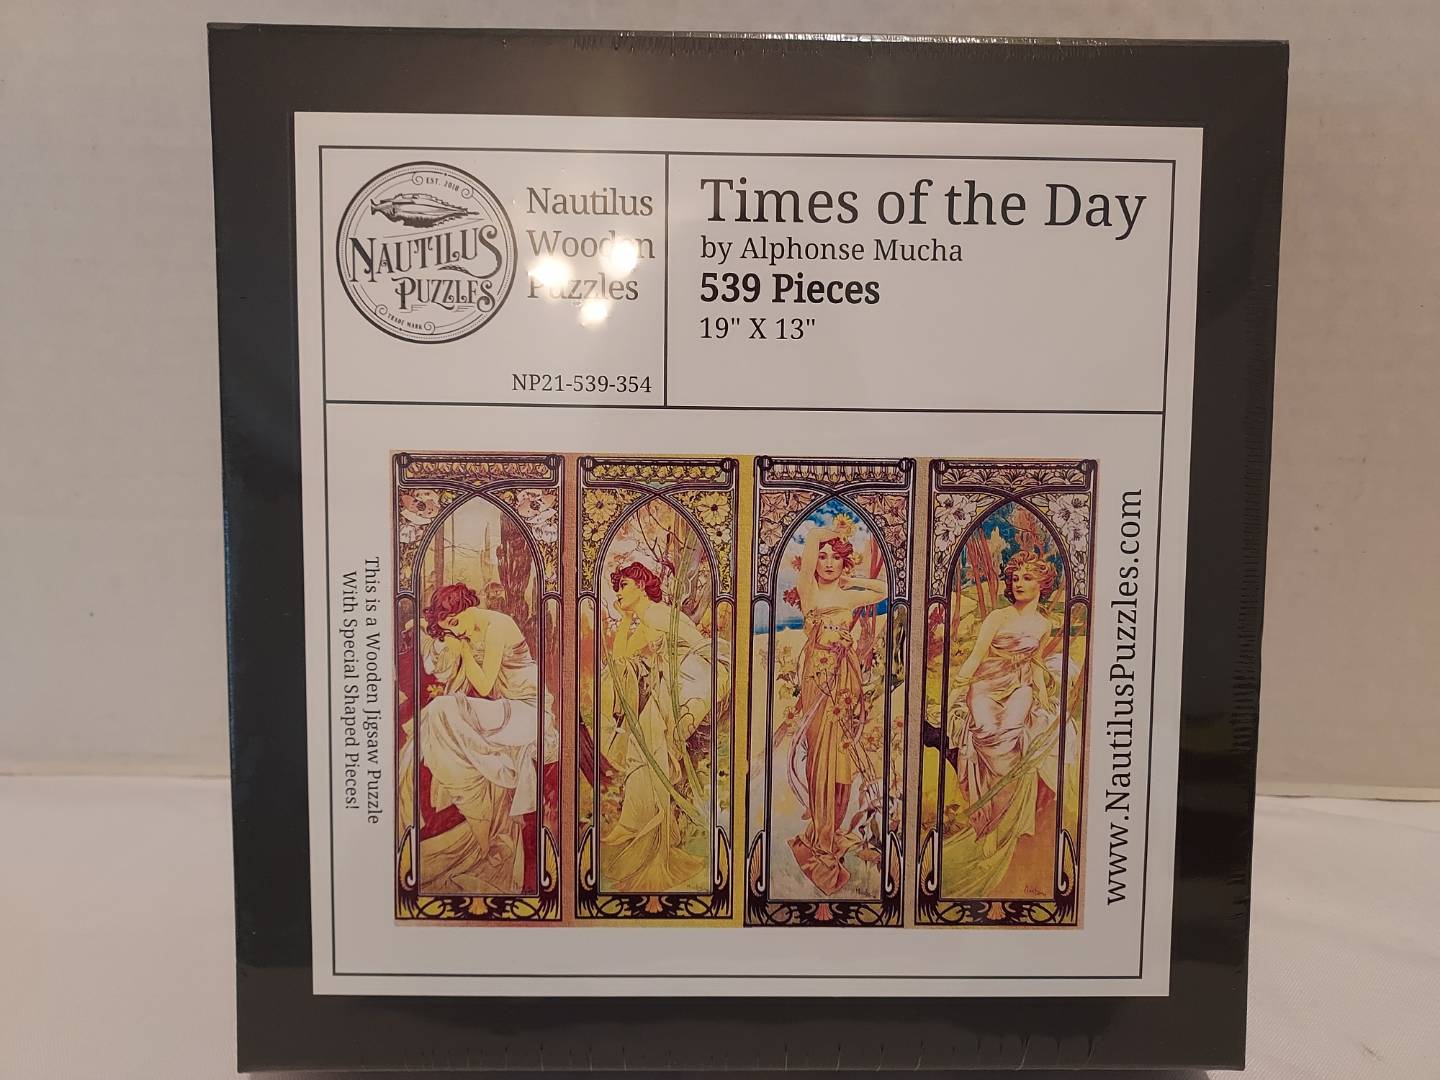 EST. 2018
NAUTILUS
PUZZLES
TRADE MARK
Nautilus
Wooden
Puzzles
NP21-539-354
Times of the Day
by Alphonse Mucha
539 Pieces
19" X 13"
This is a Wooden Jigsaw Puzzle
With Special Shaped Pieces!
www.NautilusPuzzles.com
Mucha